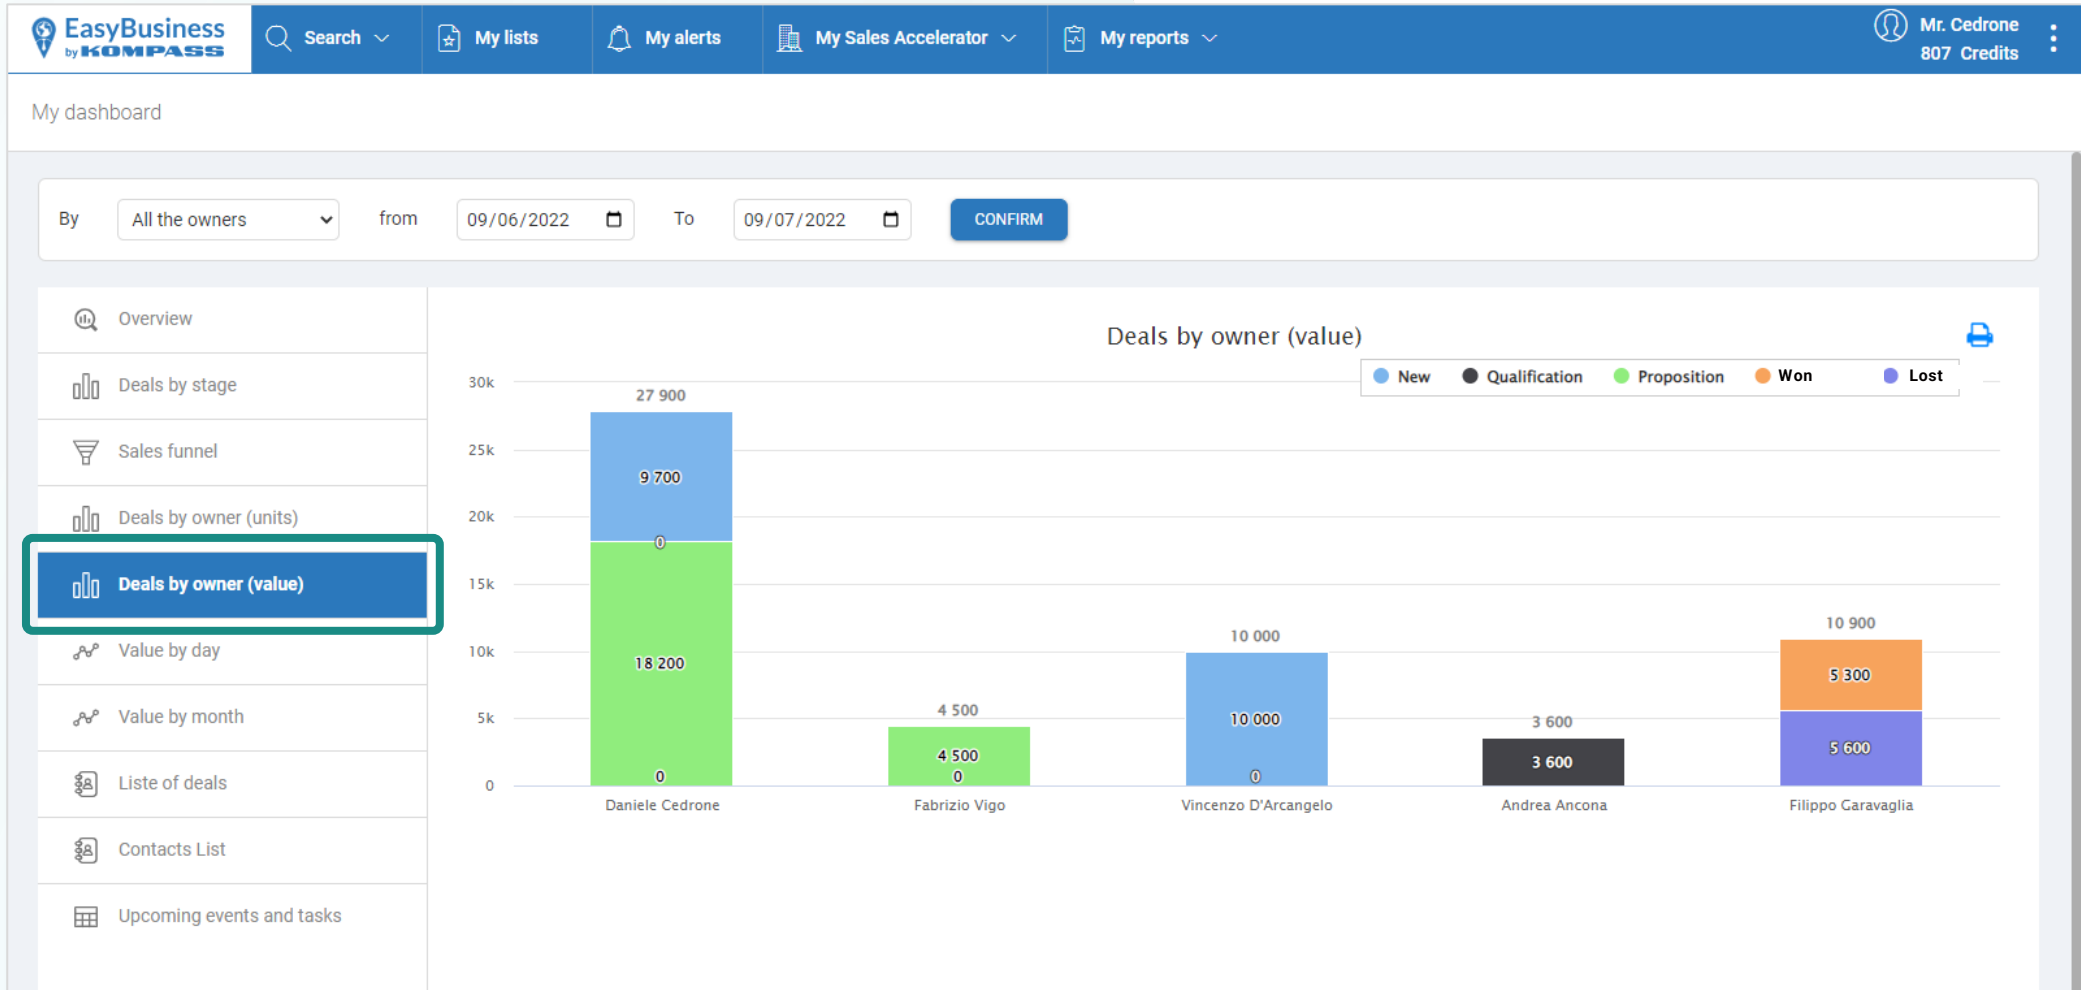 EasyBusiness
by KOMPASS
Search
My lists
My alerts
My Sales Accelerator
My reports
Mr. Cedrone
807 Credits
My dashboard
By All the owners from 09/06/2022 To 09/07/2022 CONFIRM
Overview
Deals by stage
Sales funnel
Deals by owner (units)
Deals by owner (value)
Value by day
Value by month
Liste of deals
Contacts List
Upcoming events and tasks
Deals by owner (value)
New Qualification Proposition Won Lost
30k
25k
20k
15k
10k
5k
0
27 900
9 700
0
18 200
0
4 500
4 500
0
10 000
10 000
0
3 600
3 600
10 900
5 300
5 600
Daniele Cedrone
Fabrizio Vigo
Vincenzo D'Arcangelo
Andrea Ancona
Filippo Garavaglia